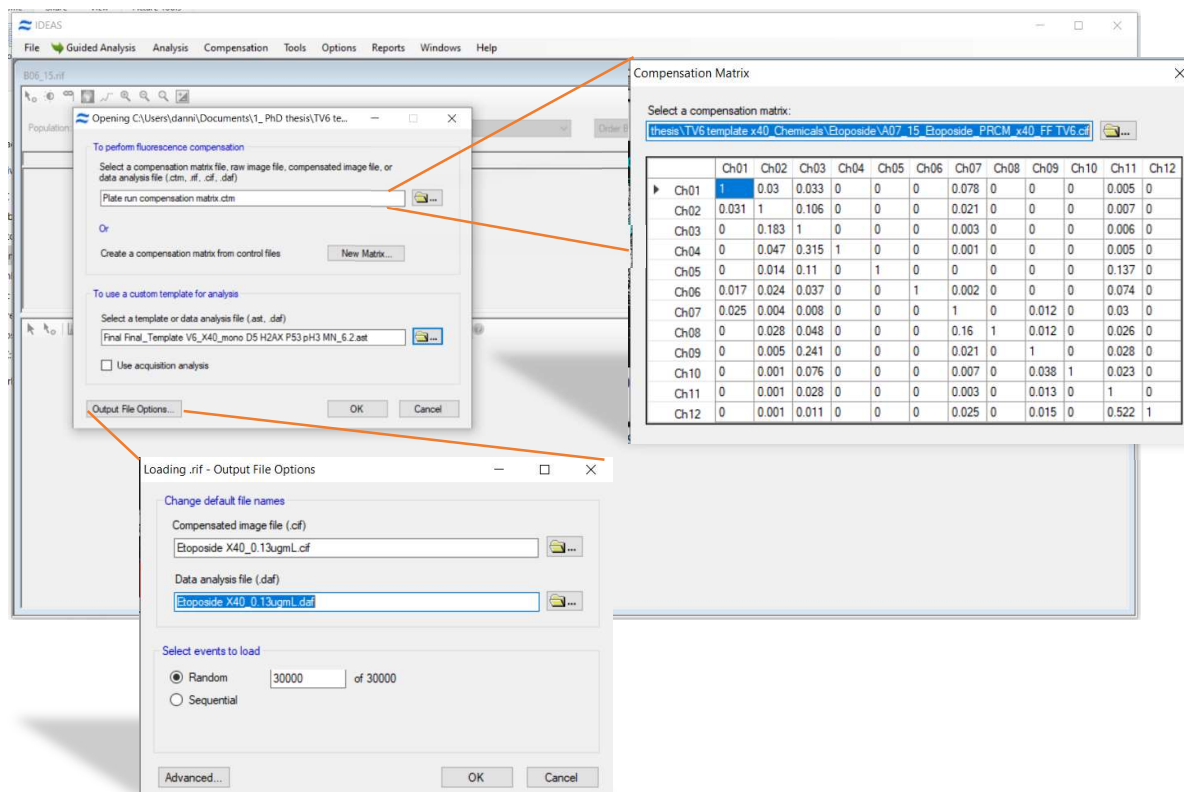 IDEAS
File Guided Analysis Analysis Compensation Tools Options Reports Windows Help
B06_15.rif
Population:
Order B
Opening C:\Users\danni\Documents\1_ PhD thesis\TV6 te...
To perform fluorescence compensation
Select a compensation matrix file, raw image file, compensated image file, or
data analysis file (.ctm, .rif, .cif, .daf)
Plate run compensation matrix.ctm
...
Or
Create a compensation matrix from control files
New Matrix...
To use a custom template for analysis
Select a template or data analysis file (.ast, .daf)
Final Final_Template V6_X40_mono D5 H2AX P53 pH3 MN_6.2.ast
...
Use acquisition analysis
Output File Options...
OK
Cancel
Compensation Matrix
Select a compensation matrix:
thesis\TV6 template x40_Chemicals\Etoposide\A07_15_Etoposide_PRCM_x40_FF TV6.cif
...
Ch01 Ch02 Ch03 Ch04 Ch05 Ch06 Ch07 Ch08 Ch09 Ch10 Ch11 Ch12
Ch01 1 0.03 0.033 0 0 0 0.078 0 0 0 0.005 0
Ch02 0.031 1 0.106 0 0 0 0.021 0 0 0 0.007 0
Ch03 0 0.183 1 0 0 0 0.003 0 0 0 0.006 0
Ch04 0 0.047 0.315 1 0 0 0.001 0 0 0 0.005 0
Ch05 0 0.014 0.11 0 1 0 0 0 0 0 0.137 0
Ch06 0.017 0.024 0.037 0 0 1 0.002 0 0 0 0.074 0
Ch07 0.025 0.004 0.008 0 0 0 1 0 0.012 0 0.03 0
Ch08 0 0.028 0.048 0 0 0 0.16 1 0.012 0 0.026 0
Ch09 0 0.005 0.241 0 0 0 0.021 0 1 0 0.028 0
Ch10 0 0.001 0.076 0 0 0 0.007 0 0.038 1 0.023 0
Ch11 0 0.001 0.028 0 0 0 0.003 0 0.013 0 1 0
Ch12 0 0.001 0.011 0 0 0 0.025 0 0.015 0 0.522 1
Loading .rif - Output File Options
Change default file names
Compensated image file (.cif)
Etoposide X40_0.13ugmL.cif
...
Data analysis file (.daf)
Etoposide X40_0.13ugmL.daf
...
Select events to load
Random 30000 of 30000
Sequential
Advanced...
OK
Cancel